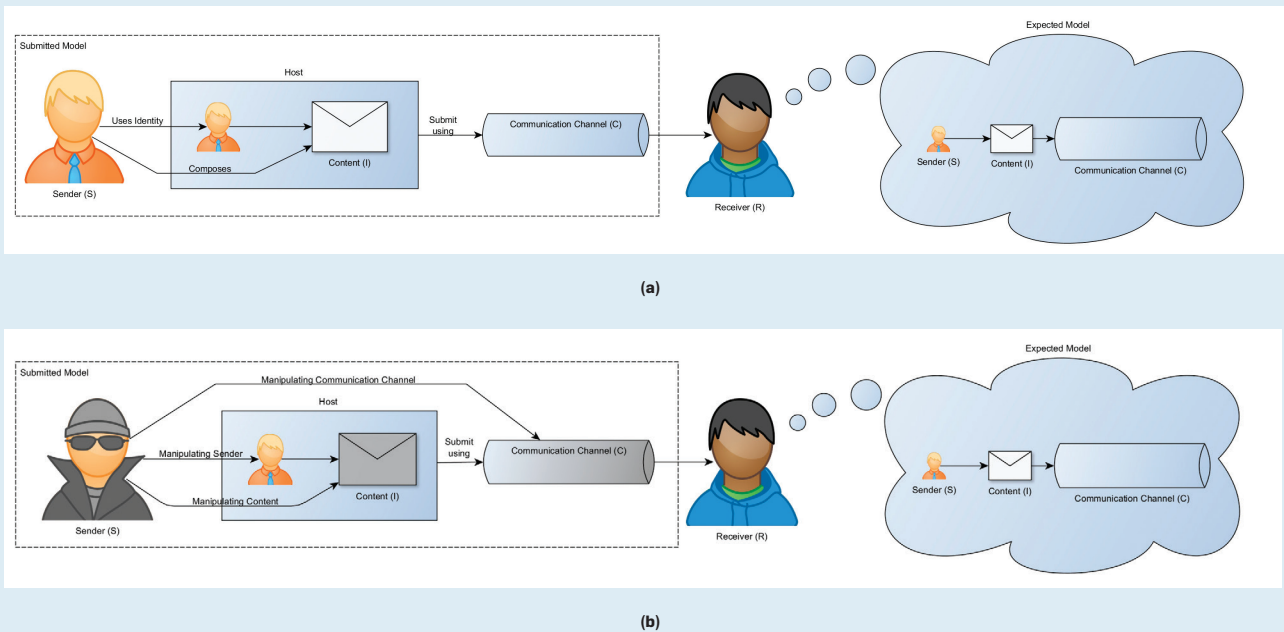 Expected Model
Submitted Model
Host
Uses Identity
Submit
using
Communication Channel (C)
Content (I)
Composes
Sender (S)
Receiver (R)
Sender (S)
Content (I)
Communication Channel (C)
(a)
Expected Model
Submitted Model
Manipulating Communication Channel
Host
Manipulating Sender
Submit
using
Communication Channel (C)
Content (I)
Manipulating Content
Sender (S)
Receiver (R)
Sender (S)
Content (I)
Communication Channel (C)
(b)